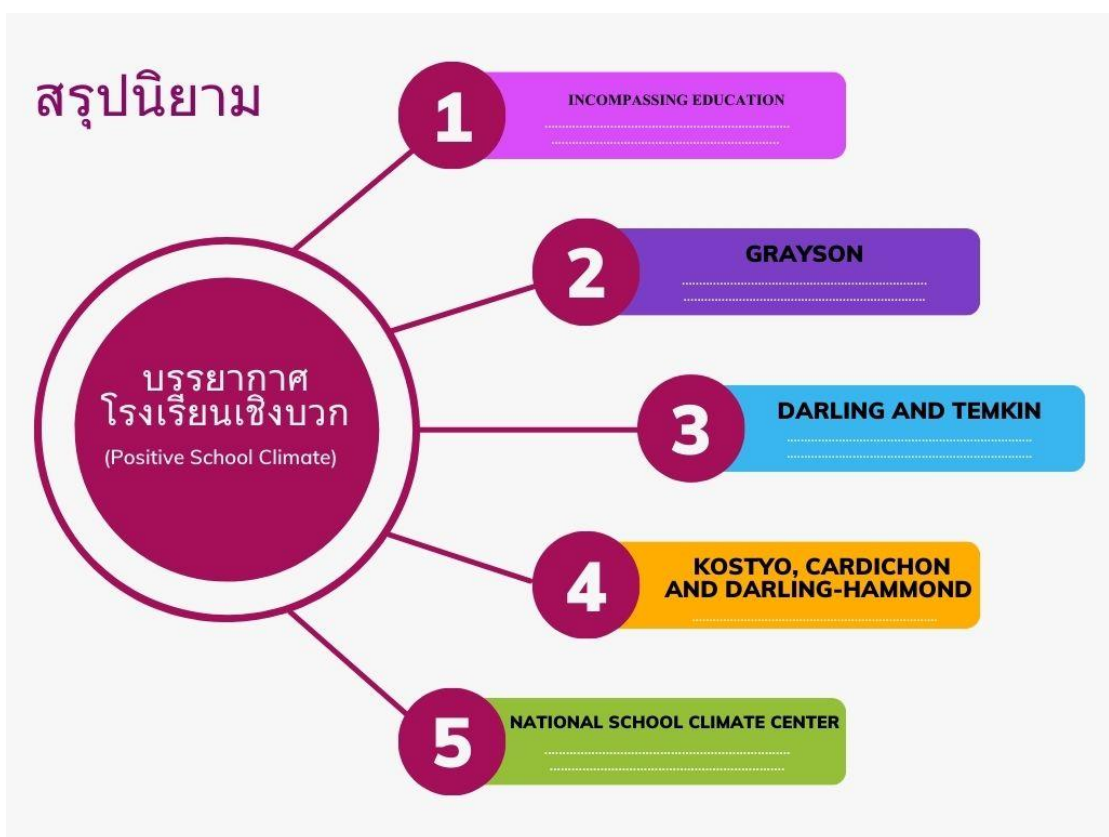 สรุปนิยาม
1
INCOMPASSING EDUCATION
2
GRAYSON
บรรยากาศ
โรงเรียนเชิงบวก
(Positive School Climate)
3
DARLING AND TEMKIN
4
KOSTYO, CARDICHON
AND DARLING-HAMMOND
5
NATIONAL SCHOOL CLIMATE CENTER